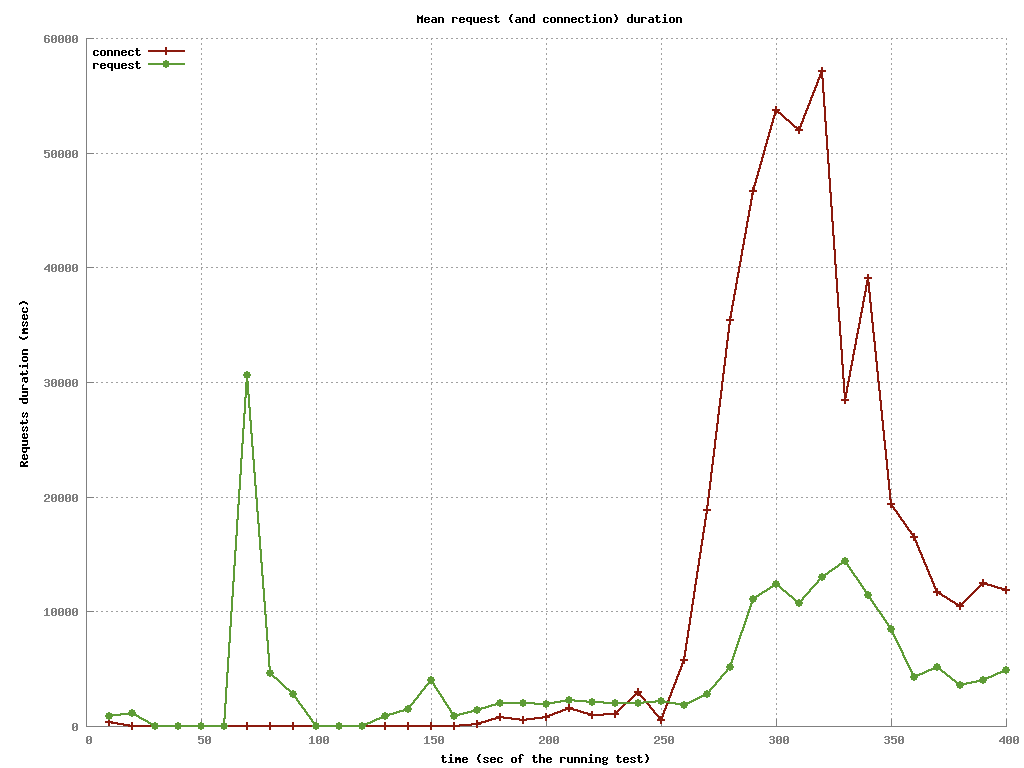 Mean request (and connection) duration
connect
request
60000
50000
40000
30000
20000
10000
0
Requests duration (msec)
0 50 100 150 200 250 300 350 400
time (sec of the running test)